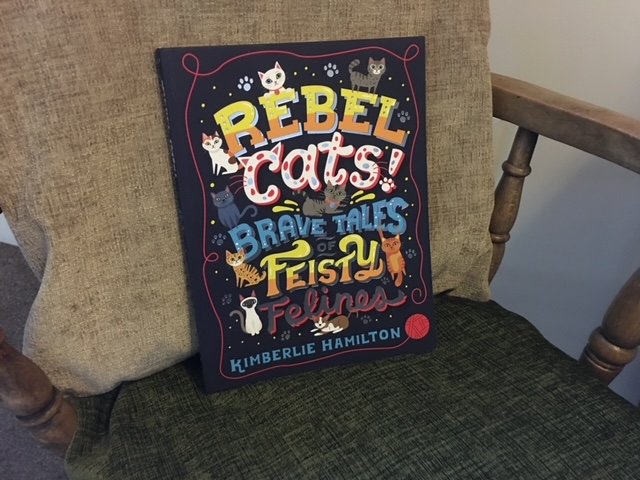 REBEL
Cats!
BRAVE TALES
OF
FEISTY
Felines
KIMBERLIE HAMILTON